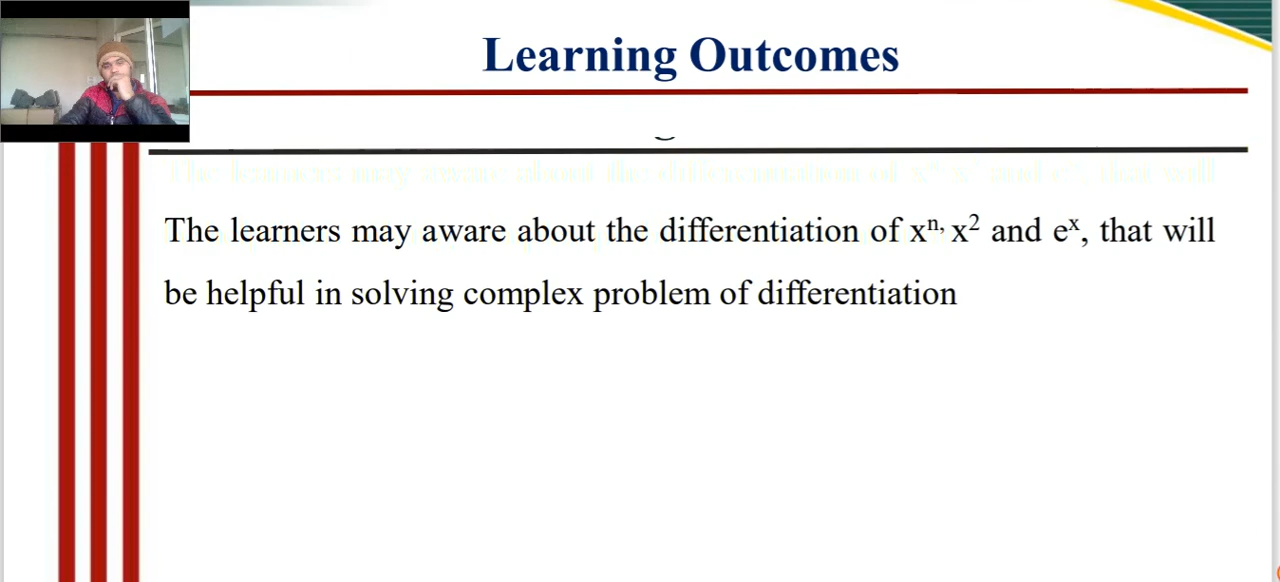 Learning Outcomes
The learners may aware about the differentiation of xⁿ, x² and eˣ, that will
be helpful in solving complex problem of differentiation